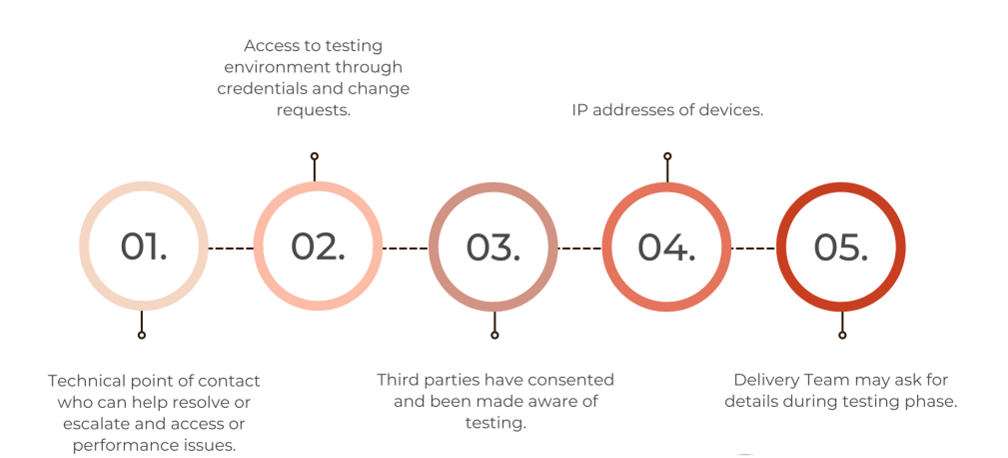 01.
Technical point of contact
who can help resolve or
escalate and access or
performance issues.
02.
Access to testing
environment through
credentials and change
requests.
03.
Third parties have consented
and been made aware of
testing.
04.
IP addresses of devices.
05.
Delivery Team may ask for
details during testing phase.